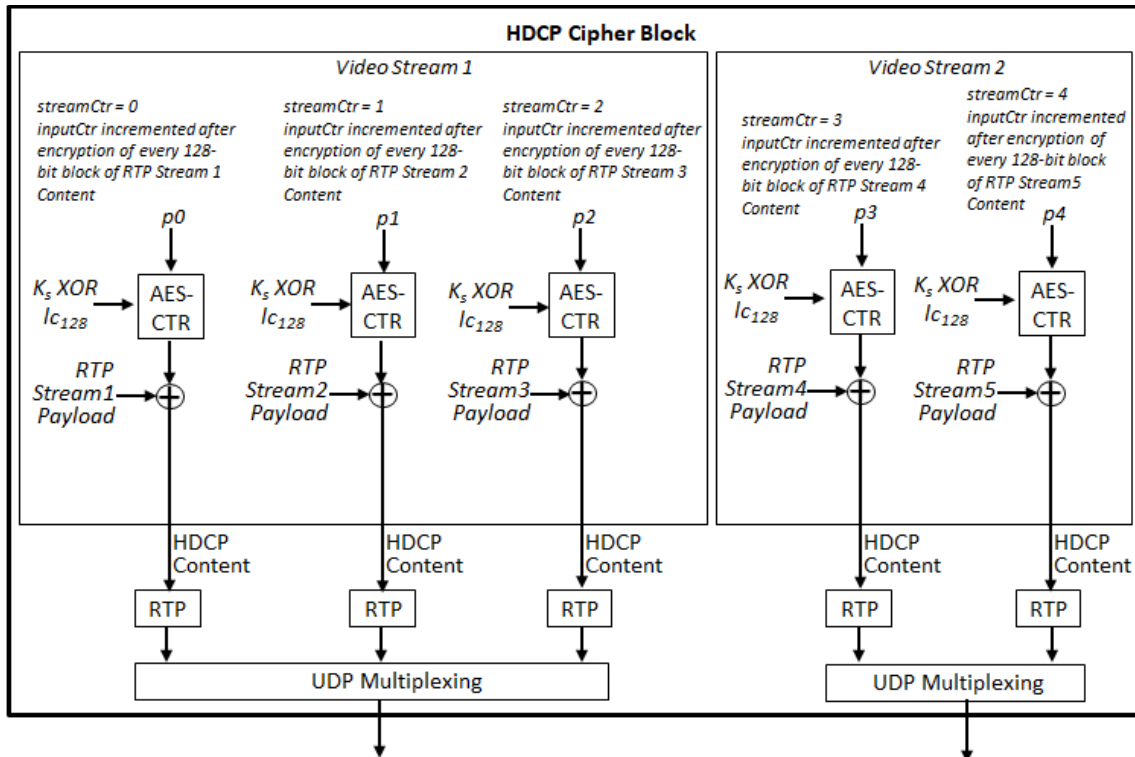 HDCP Cipher Block
Video Stream 1
streamCtr = 0
inputCtr incremented after
encryption of every 128-
bit block of RTP Stream 1
Content
p0
streamCtr = 1
inputCtr incremented after
encryption of every 128-
bit block of RTP Stream 2
Content
p1
streamCtr = 2
inputCtr incremented after
encryption of every 128-
bit block of RTP Stream 3
Content
p2
Ks XOR
Ic128
AES-
CTR
Ks XOR
Ic128
AES-
CTR
Ks XOR
Ic128
AES-
CTR
RTP
Stream1
Payload
RTP
Stream2
Payload
RTP
Stream3
Payload
HDCP
Content
HDCP
Content
HDCP
Content
RTP
RTP
RTP
UDP Multiplexing
Video Stream 2
streamCtr = 3
inputCtr incremented after
encryption of every 128-
bit block of RTP Stream 4
Content
p3
streamCtr = 4
inputCtr incremented
after encryption of
every 128-bit block
of RTP Stream5
Content
p4
Ks XOR
Ic128
AES-
CTR
Ks XOR
Ic128
AES-
CTR
RTP
Stream4
Payload
RTP
Stream5
Payload
HDCP
Content
HDCP
Content
RTP
RTP
UDP Multiplexing